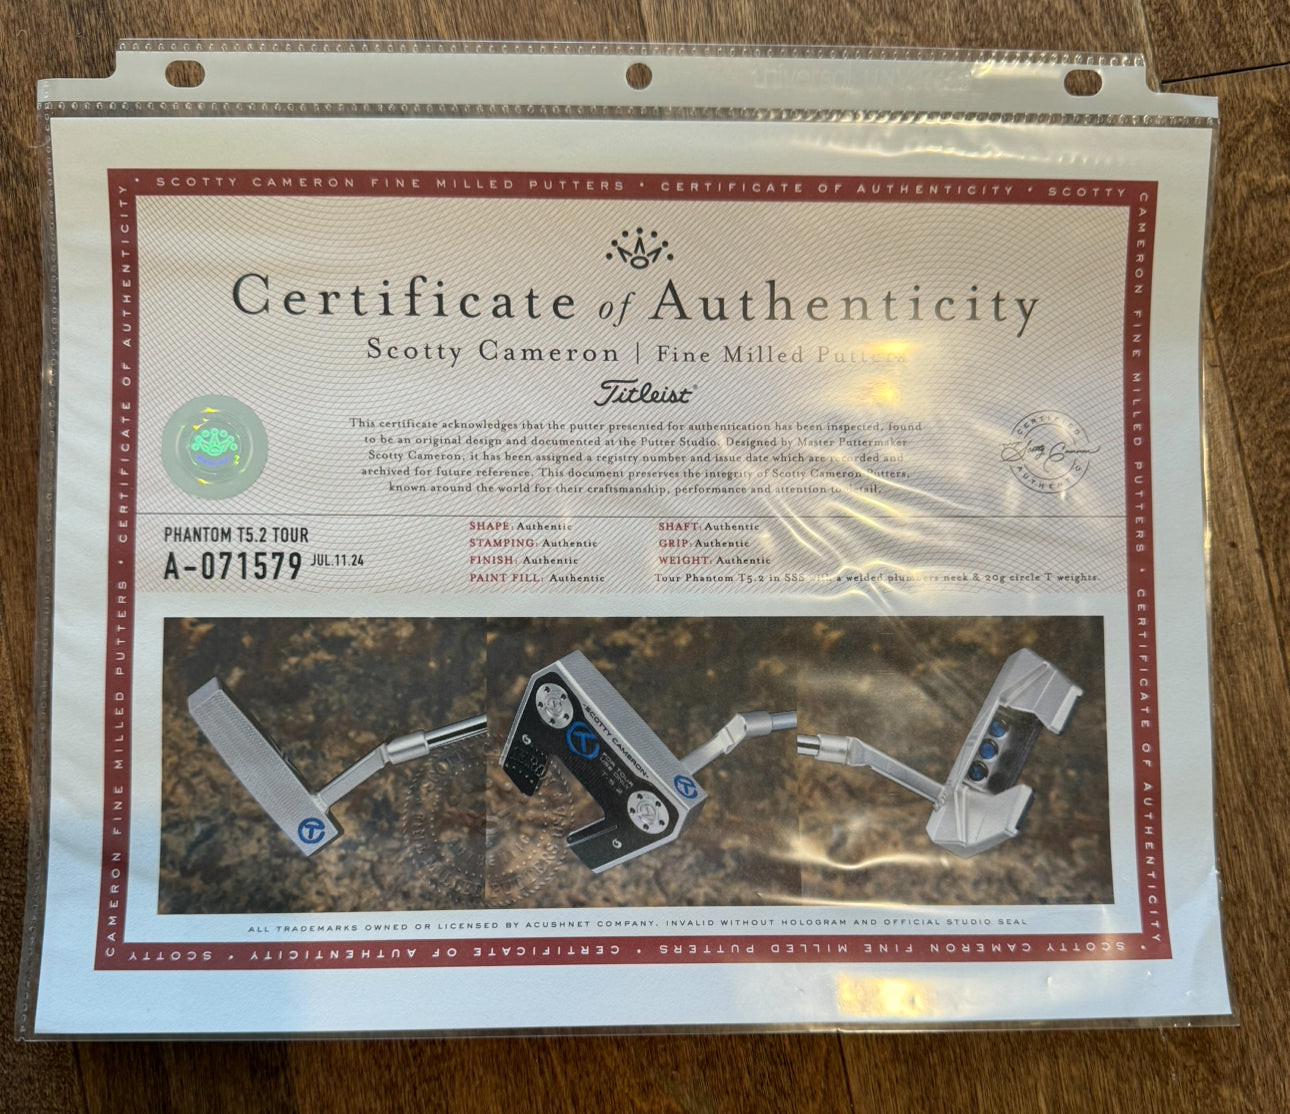 • SCOTTY CAMERON FINE MILLED PUTTERS • CERTIFICATE OF AUTHENTICITY • SCOTTY
CAMERON FINE MILLED PUTTERS • CERTIFICATE OF AUTHENTICITY
Certificate of Authenticity
Scotty Cameron | Fine Milled Putters
Titleist
This certificate acknowledges that the putter presented for authentication has been inspected, found
to be an original design and documented at the Putter Studio. Designed by Master Puttermaker
Scotty Cameron, it has been assigned a registry number and issue date which are recorded and
archived for future reference. This document preserves the integrity of Scotty Cameron Putters,
known around the world for their craftsmanship, performance and attention to detail.
CERTIFIED
Scotty Cameron
AUTHENTIC
PHANTOM T5.2 TOUR
A-071579 JUL.11.24
SHAPE: Authentic
STAMPING: Authentic
FINISH: Authentic
PAINT FILL: Authentic
SHAFT: Authentic
GRIP: Authentic
WEIGHT: Authentic
Tour Phantom T5.2 in SSS with a welded plumbers neck & 20g circle T weights.
SCOTTY CAMERON
FOR TOUR
USE ONLY
T-5.2
ALL TRADEMARKS OWNED OR LICENSED BY ACUSHNET COMPANY. INVALID WITHOUT HOLOGRAM AND OFFICIAL STUDIO SEAL
• SCOTTY CAMERON FINE MILLED PUTTERS • CERTIFICATE OF AUTHENTICITY • SCOTTY
CAMERON FINE MILLED PUTTERS • CERTIFICATE OF AUTHENTICITY